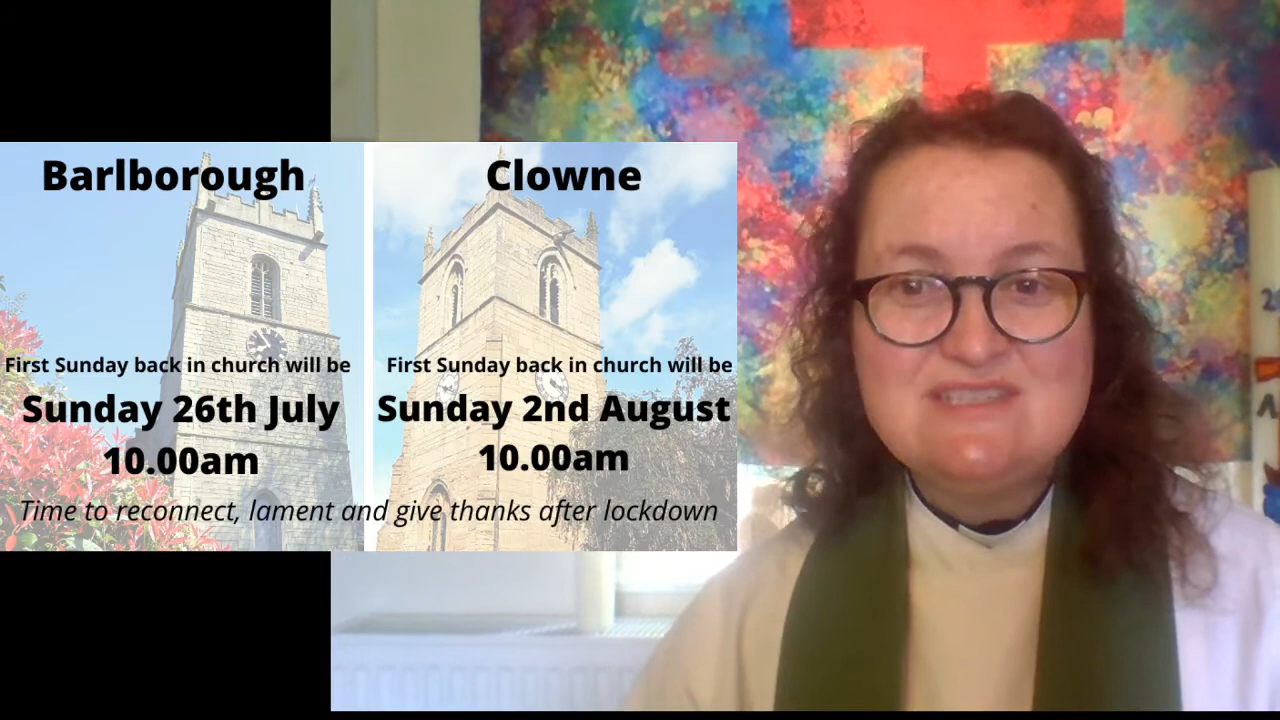 Barlborough
First Sunday back in church will be
Sunday 26th July
10.00am
Clowne
First Sunday back in church will be
Sunday 2nd August
10.00am
Time to reconnect, lament and give thanks after lockdown